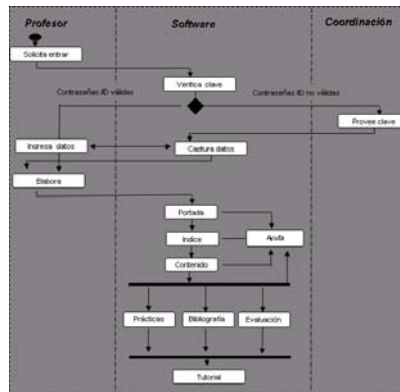 Profesor
Software
Coordinación
Solicita entrar
Verifica clave
Contraseñas /ID válidas
Contraseñas /ID no válidas
Provee clave
Ingresa datos
Captura datos
Elabora
Portada
Indice
Ayuda
Contenido
Prácticas
Bibliografía
Evaluación
Tutorial